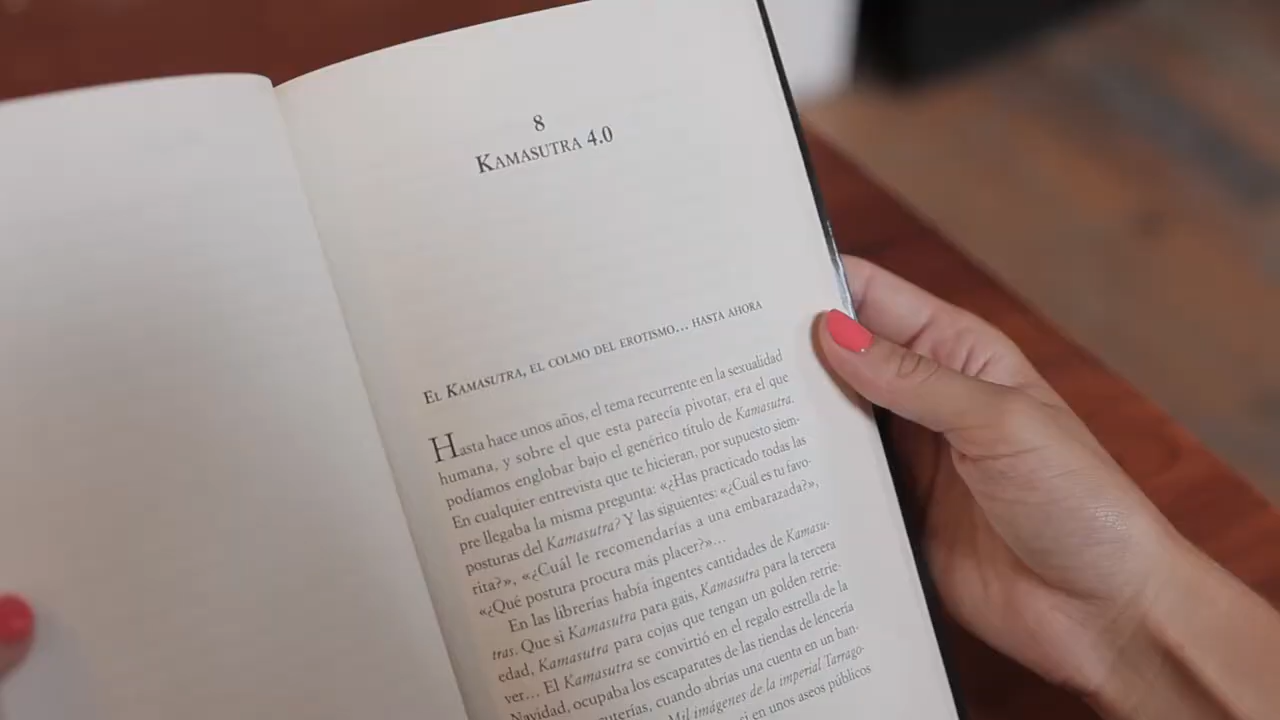 8
Kamasutra 4.0
El Kamasutra, el colmo del erotismo... hasta ahora
Hasta hace unos años, el tema recurrente en la sexualidad
humana, y sobre el que esta parecía pivotar, era el que
podíamos englobar bajo el genérico título de Kamasutra.
En cualquier entrevista que te hicieran, por supuesto siem-
pre llegaba la misma pregunta: «¿Has practicado todas las
posturas del Kamasutra? Y las siguientes: «¿Cuál es tu favo-
rita?», «¿Cuál le recomendarías a una embarazada?»,
«¿Qué postura procura más placer?»...
En las librerías había ingentes cantidades de Kamasu-
tras. Que si Kamasutra para gais, Kamasutra para la tercera
edad, Kamasutra para cojas que tengan un golden retrie-
ver... El Kamasutra se convirtió en el regalo estrella de la
Navidad, ocupaba los escaparates de las tiendas de lencería
cuando abrías una cuenta en un ban-
Mil imágenes de la imperial Tarrago-
si en unos aseos públicos